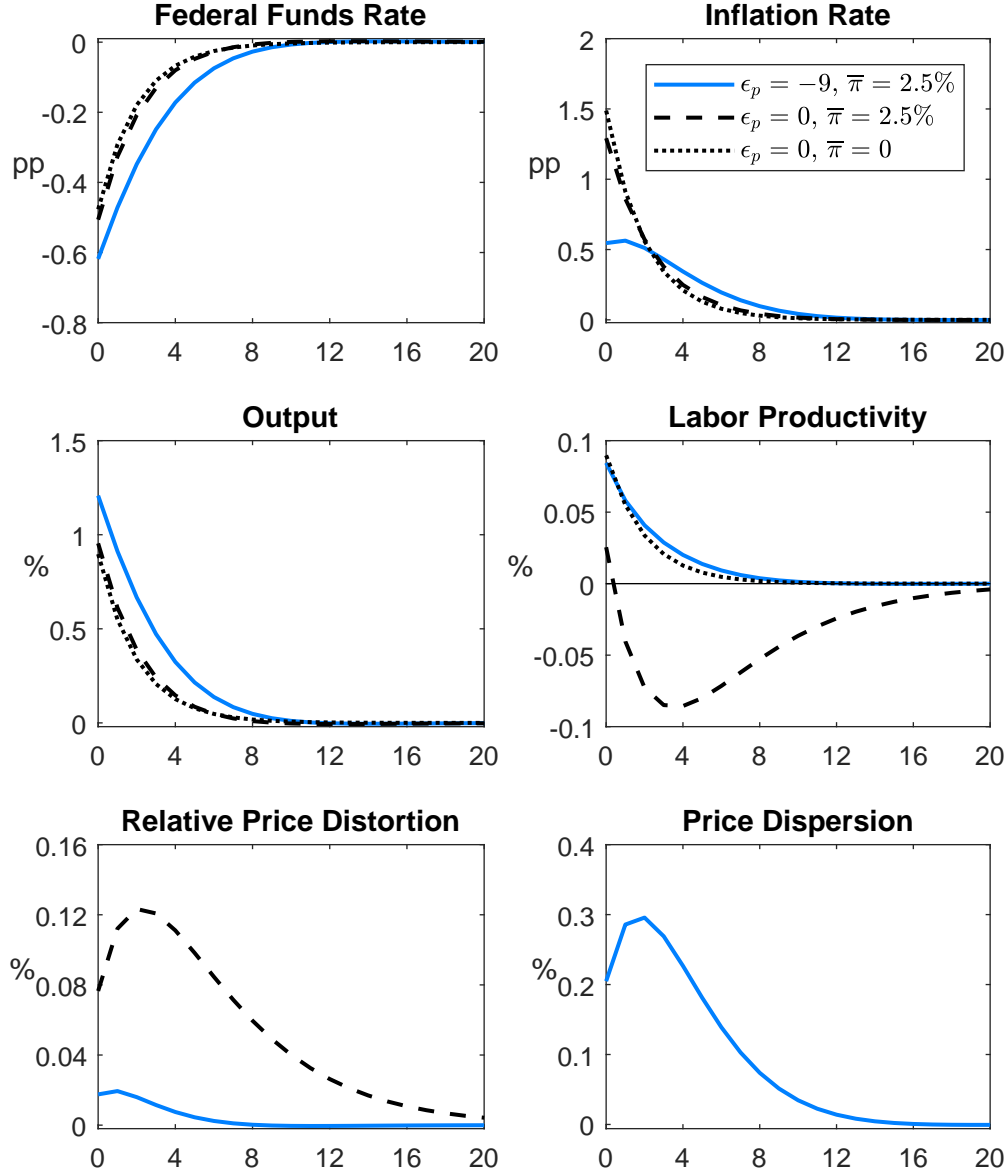 Federal Funds Rate
0
-0.2
-0.4
-0.6
-0.8
pp
0 4 8 12 16 20
Inflation Rate
2
1.5
1
0.5
0
pp
0 4 8 12 16 20
ϵ_p = −9, π̅ = 2.5%
ϵ_p = 0, π̅ = 2.5%
ϵ_p = 0, π̅ = 0
Output
1.5
1
0.5
0
%
0 4 8 12 16 20
Labor Productivity
0.1
0.05
0
-0.05
-0.1
%
0 4 8 12 16 20
Relative Price Distortion
0.16
0.12
0.08
0.04
0
%
0 4 8 12 16 20
Price Dispersion
0.4
0.3
0.2
0.1
0
%
0 4 8 12 16 20